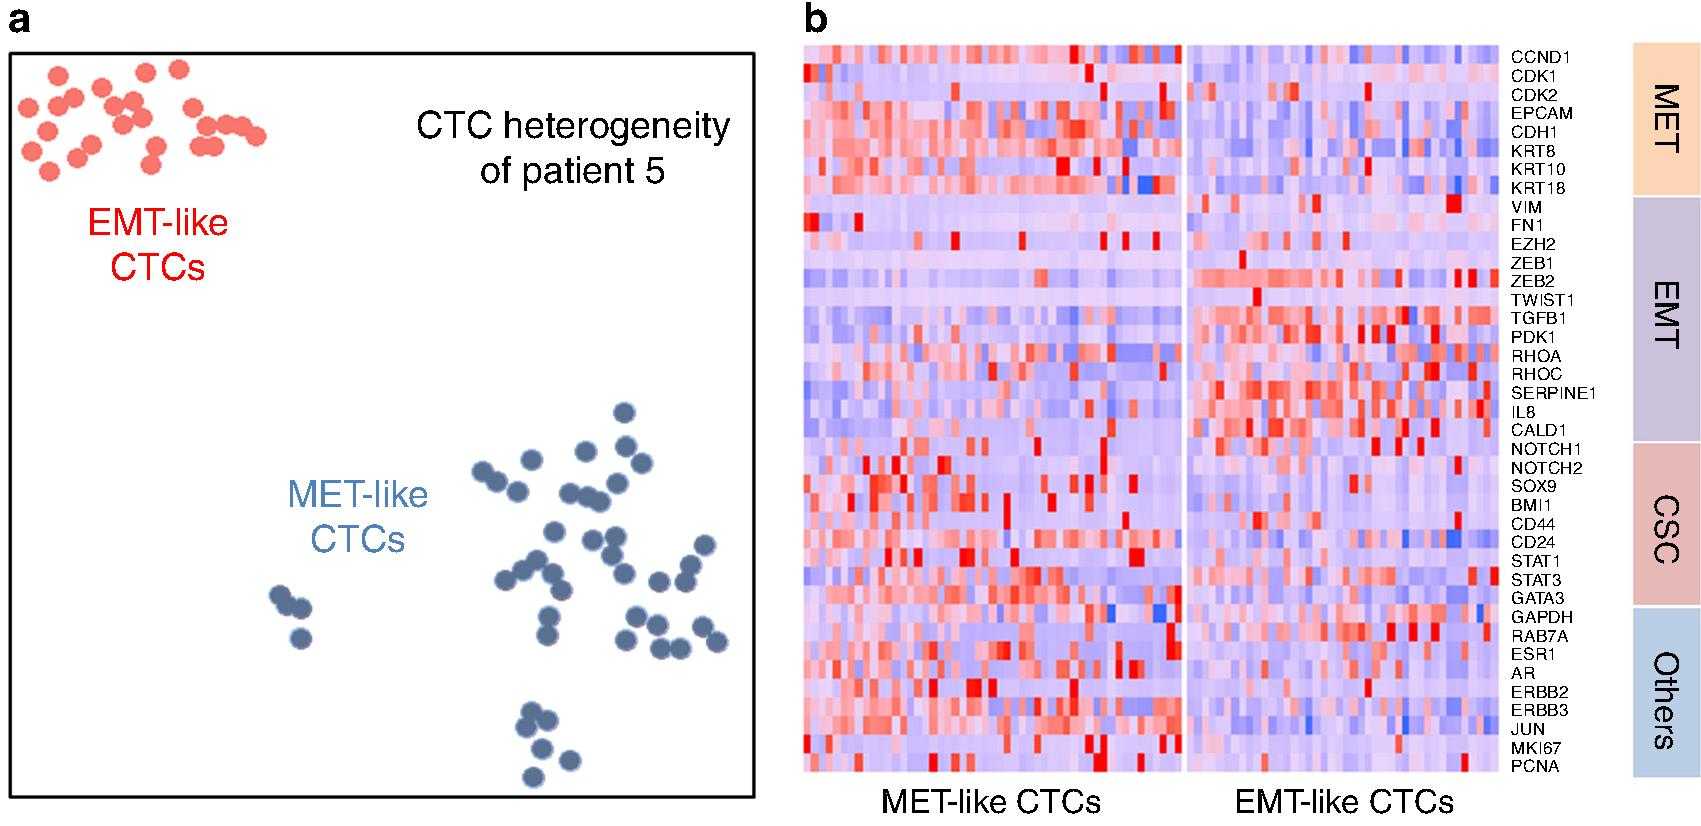 a
CTC heterogeneity
of patient 5
EMT-like
CTCs
MET-like
CTCs
b
CCND1
CDK1
CDK2
EPCAM
CDH1
KRT8
KRT10
KRT18
VIM
FN1
EZH2
ZEB1
ZEB2
TWIST1
TGFB1
PDK1
RHOA
RHOC
SERPINE1
IL8
CALD1
NOTCH1
NOTCH2
SOX9
BMI1
CD44
CD24
STAT1
STAT3
GATA3
GAPDH
RAB7A
ESR1
AR
ERBB2
ERBB3
JUN
MKI67
PCNA
MET
EMT
CSC
Others
MET-like CTCs
EMT-like CTCs